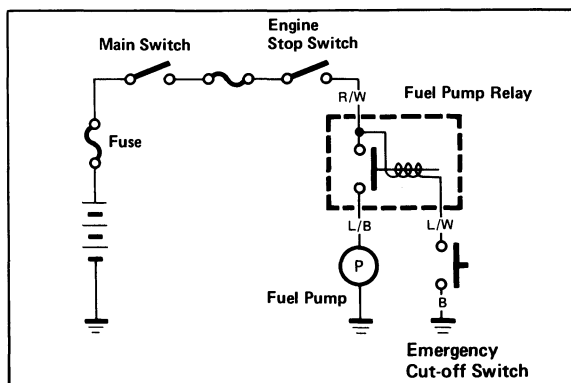 Engine
Stop Switch
Main Switch
R/W
Fuel Pump Relay
Fuse
L/B
L/W
P
B
Fuel Pump
Emergency
Cut-off Switch